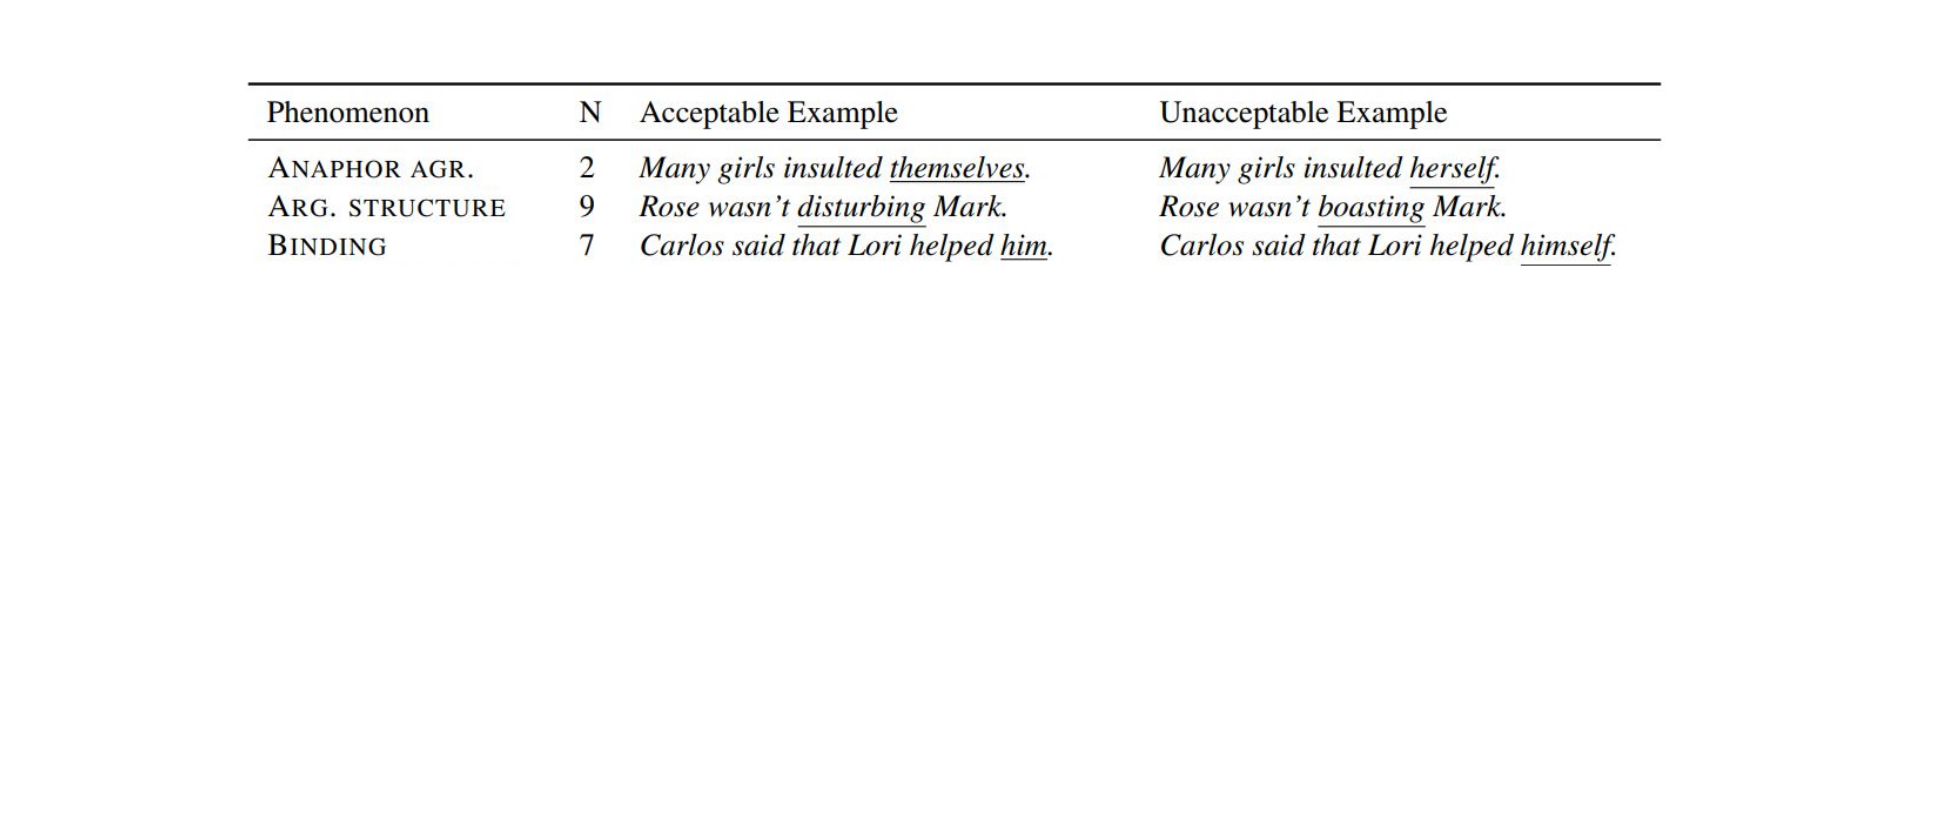 Phenomenon N Acceptable Example Unacceptable Example
ANAPHOR AGR. 2 Many girls insulted themselves. Many girls insulted herself.
ARG. STRUCTURE 9 Rose wasn't disturbing Mark. Rose wasn't boasting Mark.
BINDING 7 Carlos said that Lori helped him. Carlos said that Lori helped himself.